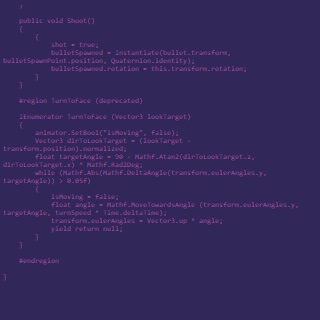 }
public void Shoot()
{
{
shot = true;
bulletSpawned = Instantiate(bullet.transform,
bulletSpawnPoint.position, Quaternion.identity);
bulletSpawned.rotation = this.transform.rotation;
}
}
#region TurnToFace (deprecated)
IEnumerator TurnToFace (Vector3 lookTarget)
{
animator.SetBool("isMoving", false);
Vector3 dirToLookTarget = (lookTarget -
transform.position).normalized;
float targetAngle = 90 - Mathf.Atan2(dirToLookTarget.z,
dirToLookTarget.x) * Mathf.Rad2Deg;
while (Mathf.Abs(Mathf.DeltaAngle(transform.eulerAngles.y,
targetAngle)) > 0.05f)
{
isMoving = false;
float angle = Mathf.MoveTowardsAngle (transform.eulerAngles.y,
targetAngle, turnSpeed * Time.deltaTime);
transform.eulerAngles = Vector3.up * angle;
yield return null;
}
}
#endregion
}